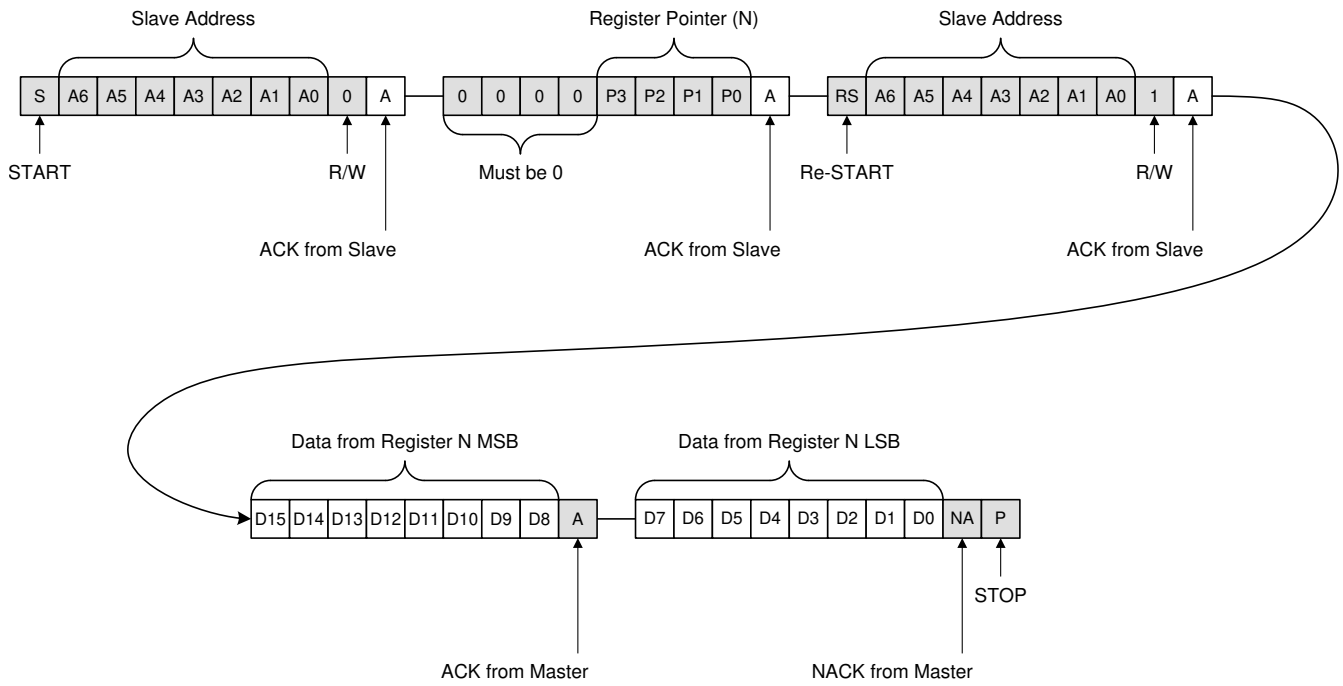 Slave Address Register Pointer (N) Slave Address
S A6 A5 A4 A3 A2 A1 A0 0 A 0 0 0 0 P3 P2 P1 P0 A RS A6 A5 A4 A3 A2 A1 A0 1 A
START R/W Must be 0 Re-START R/W
ACK from Slave ACK from Slave ACK from Slave
Data from Register N MSB Data from Register N LSB
D15 D14 D13 D12 D11 D10 D9 D8 A D7 D6 D5 D4 D3 D2 D1 D0 NA P
STOP
ACK from Master NACK from Master